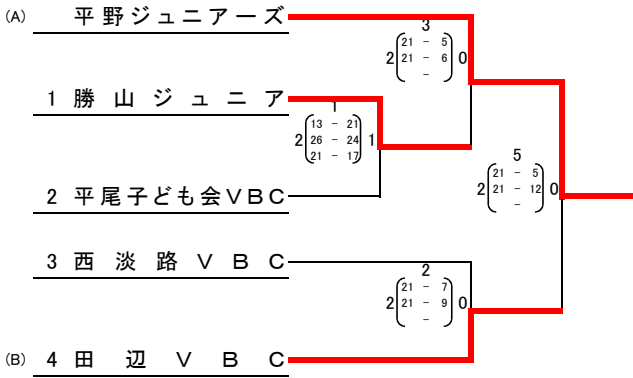 (A) 平野ジュニアーズ
3
21 - 5
2 21 - 6 0
-
1 勝山ジュニア
1
13 - 21
2 26 - 24 1
21 - 17
5
21 - 5
2 21 - 12 0
-
2 平尾子ども会VBC
3 西淡路VBC
2
21 - 7
2 21 - 9 0
-
(B) 4 田辺VBC